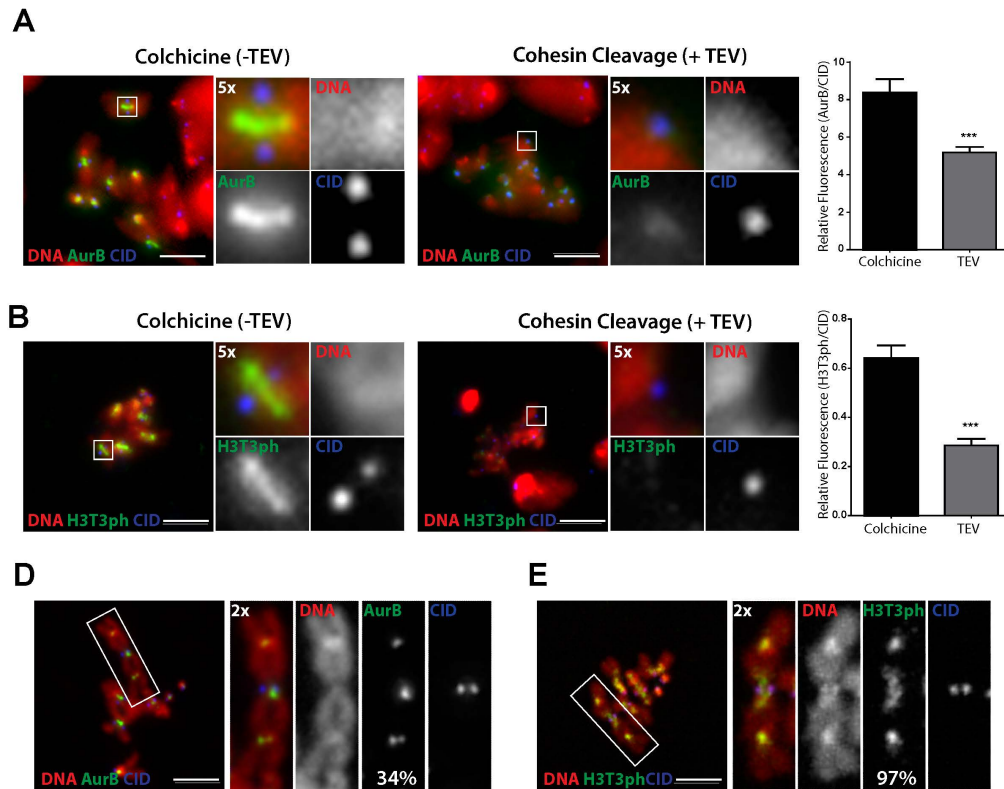 A
Colchicine (-TEV)
Cohesin Cleavage (+ TEV)
5x
DNA
AurB
CID
DNA AurB CID
5x
DNA
AurB
CID
DNA AurB CID
Relative Fluorescence (AurB/CID)
10
8
6
4
2
0
***
Colchicine
TEV
B
Colchicine (-TEV)
Cohesin Cleavage (+ TEV)
5x
DNA
H3T3ph
CID
DNA H3T3ph CID
5x
DNA
H3T3ph
CID
DNA H3T3ph CID
Relative Fluorescence (H3T3ph/CID)
0.8
0.6
0.4
0.2
0.0
***
Colchicine
TEV
D
DNA AurB CID
2x
DNA
AurB
CID
34%
E
DNA H3T3phCID
2x
DNA
H3T3ph
CID
97%